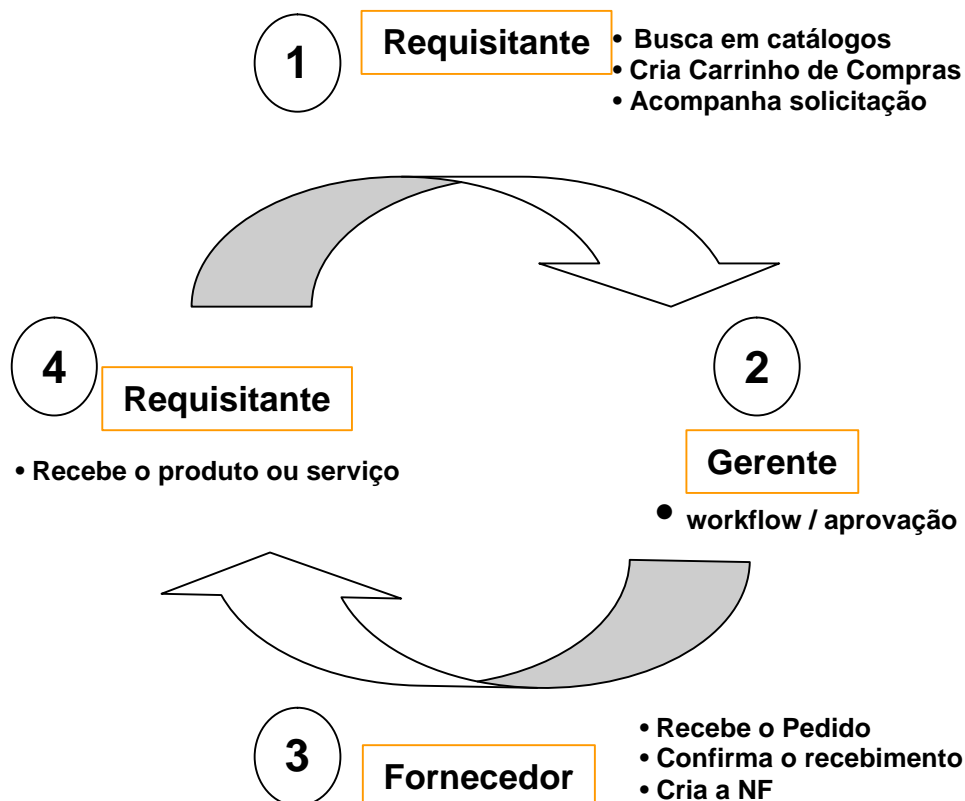 1
Requisitante
• Busca em catálogos
• Cria Carrinho de Compras
• Acompanha solicitação
2
Gerente
• workflow / aprovação
3
Fornecedor
• Recebe o Pedido
• Confirma o recebimento
• Cria a NF
4
Requisitante
• Recebe o produto ou serviço